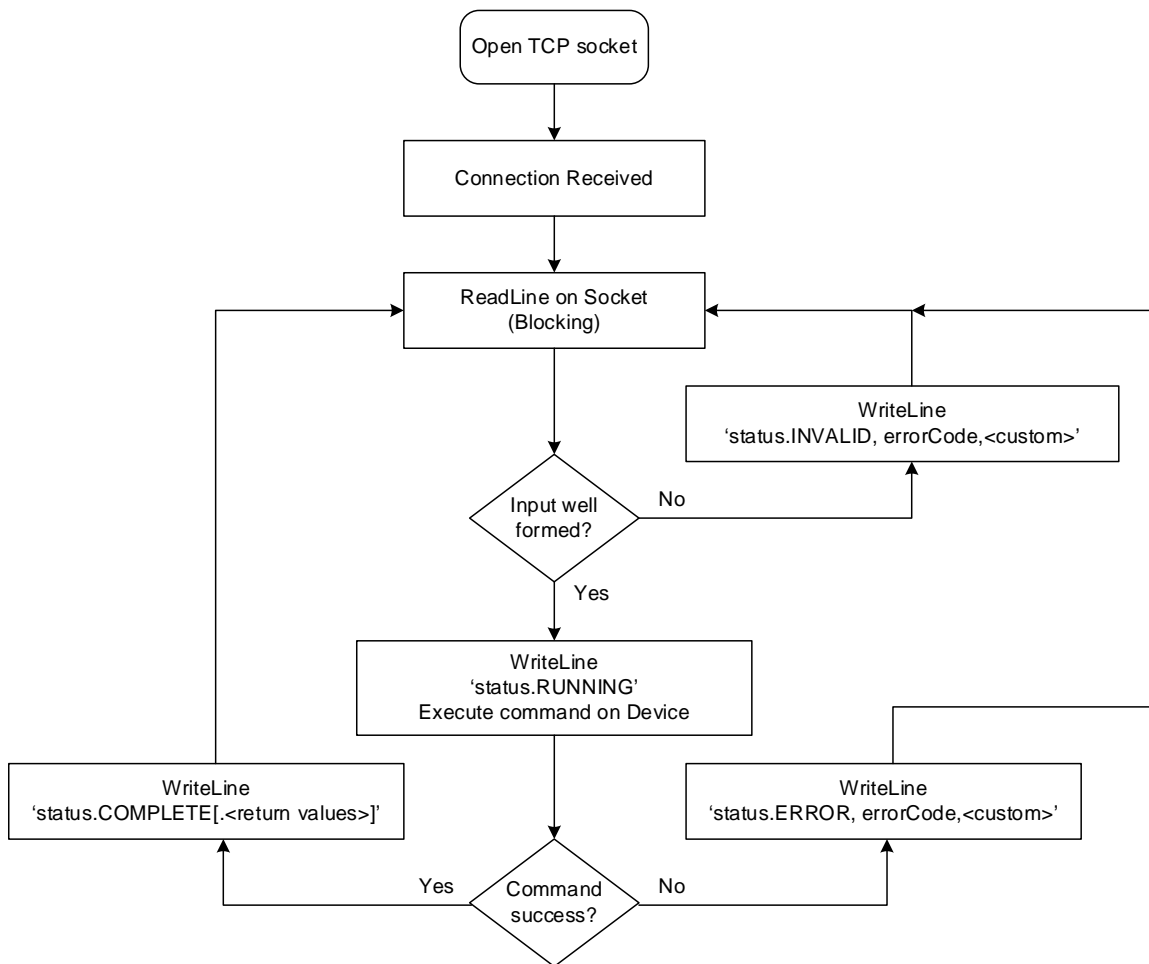 Open TCP socket
Connection Received
ReadLine on Socket
(Blocking)
WriteLine
‘status.INVALID, errorCode,<custom>’
Input well
formed?
No
Yes
WriteLine
‘status.RUNNING’
Execute command on Device
WriteLine
‘status.COMPLETE[.<return values>]’
WriteLine
‘status.ERROR, errorCode,<custom>’
Yes
Command
success?
No